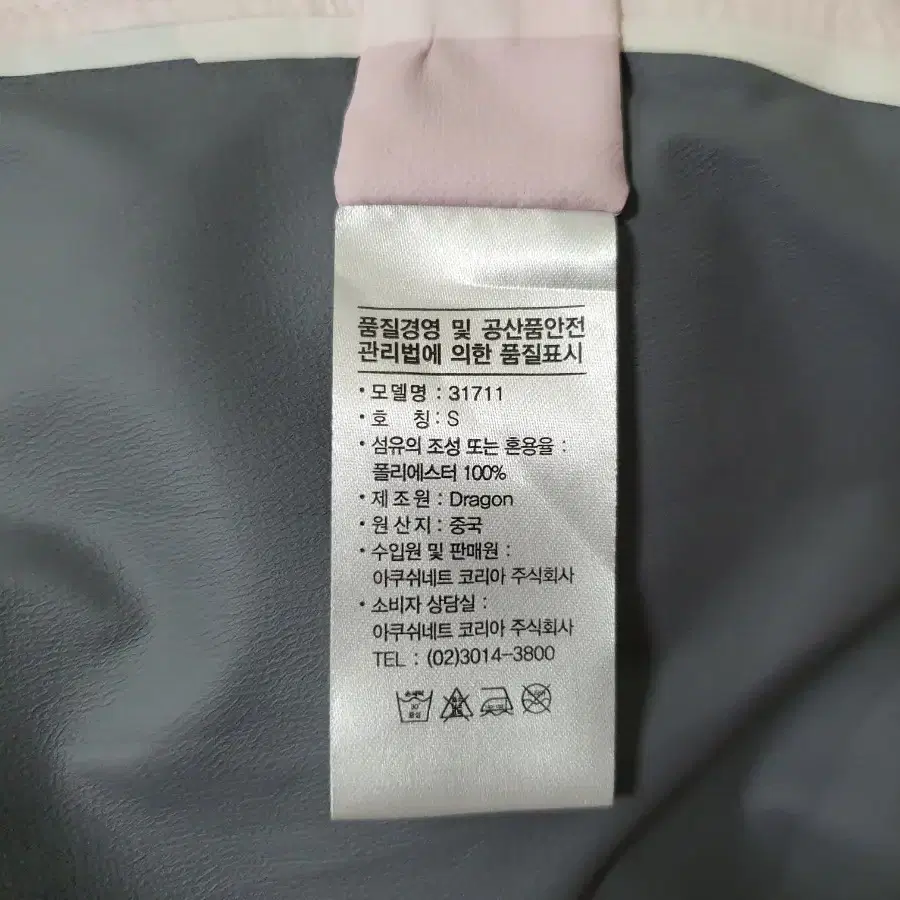 품질경영 및 공산품안전
관리법에 의한 품질표시
· 모델명 : 31711
· 호 칭 : S
· 섬유의 조성 또는 혼용율 :
폴리에스터 100%
· 제조원 : Dragon
· 원산지 : 중국
· 수입원 및 판매원 :
아쿠쉬네트 코리아 주식회사
· 소비자 상담실 :
아쿠쉬네트 코리아 주식회사
TEL : (02)3014-3800